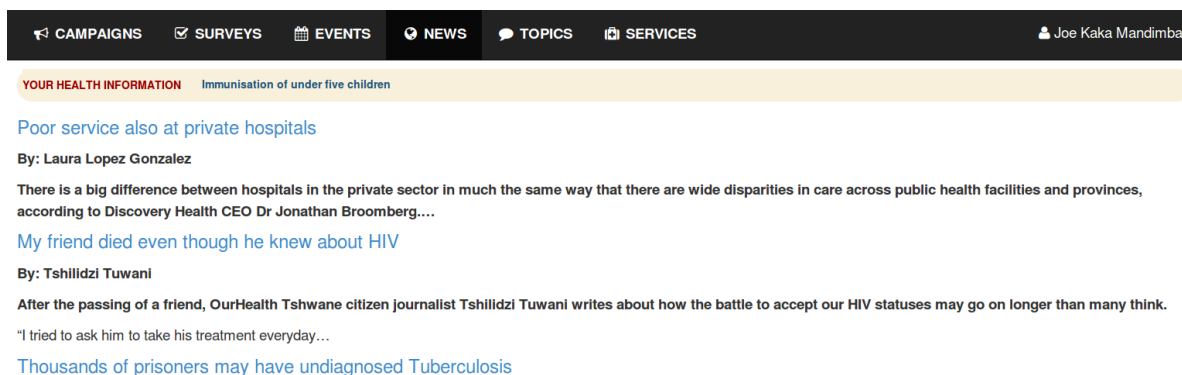 CAMPAIGNS SURVEYS EVENTS NEWS TOPICS SERVICES Joe Kaka Mandimba
YOUR HEALTH INFORMATION Immunisation of under five children
Poor service also at private hospitals
By: Laura Lopez Gonzalez
There is a big difference between hospitals in the private sector in much the same way that there are wide disparities in care across public health facilities and provinces,
according to Discovery Health CEO Dr Jonathan Broomberg.…
My friend died even though he knew about HIV
By: Tshilidzi Tuwani
After the passing of a friend, OurHealth Tshwane citizen journalist Tshilidzi Tuwani writes about how the battle to accept our HIV statuses may go on longer than many think.
“I tried to ask him to take his treatment everyday…
Thousands of prisoners may have undiagnosed Tuberculosis